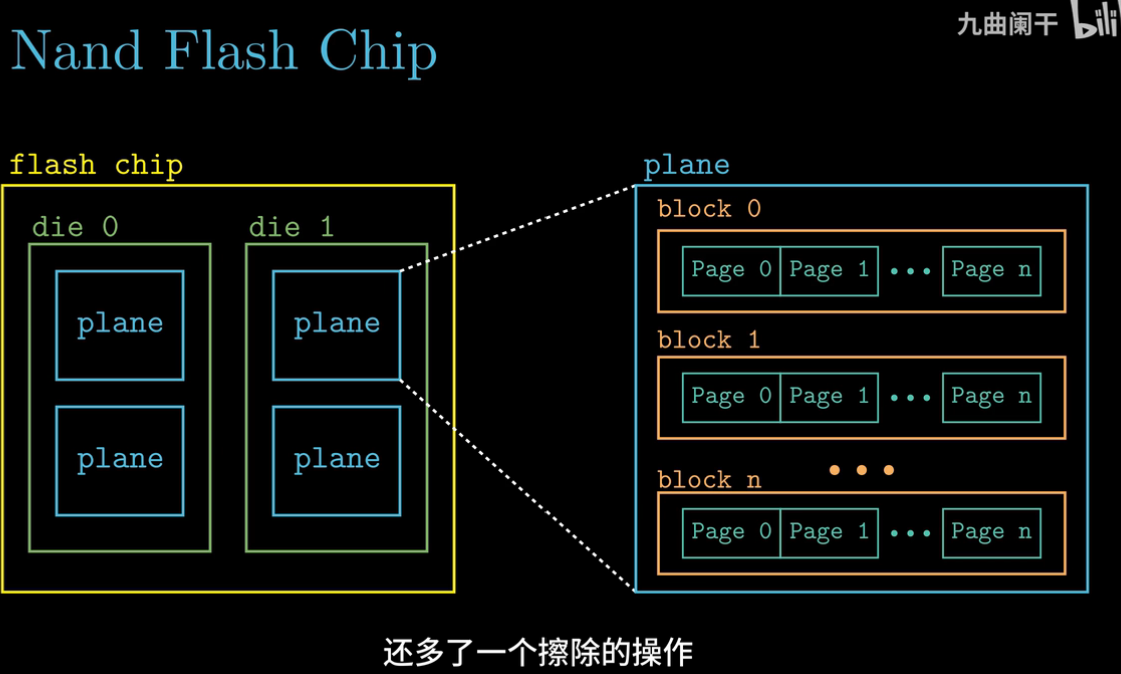 九曲阑干 bili
Nand Flash Chip
flash chip
die 0
die 1
plane
plane
plane
plane
plane
block 0
Page 0 Page 1 ••• Page n
block 1
Page 0 Page 1 ••• Page n
•••
block n
Page 0 Page 1 ••• Page n
还多了一个擦除的操作